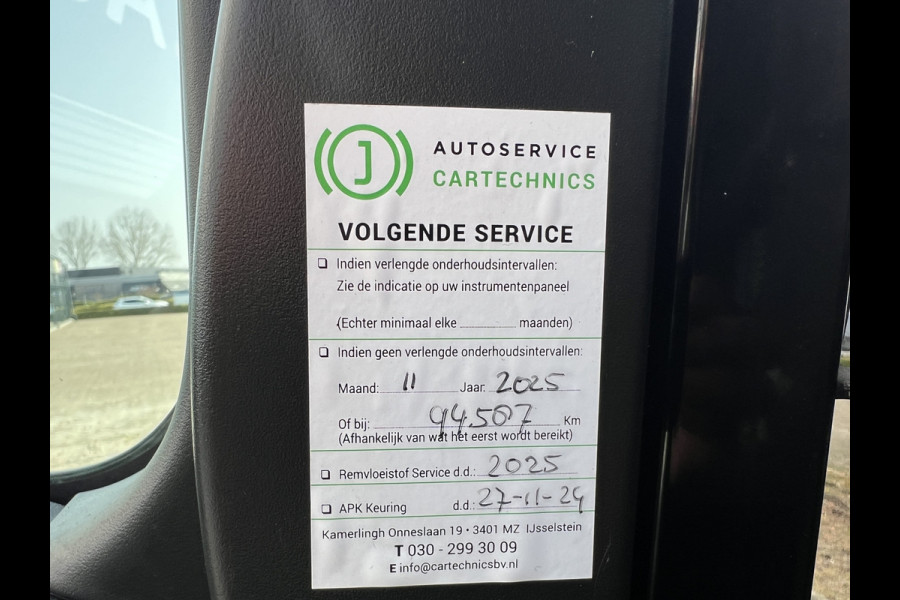 J
AUTOSERVICE
CARTECHNICS
VOLGENDE SERVICE
Indien verlengde onderhoudsintervallen:
Zie de indicatie op uw instrumentenpaneel
(Echter minimaal elke ............ maanden)
Indien geen verlengde onderhoudsintervallen:
Maand: 11 Jaar: 2025
Of bij: 94.507 Km
(Afhankelijk van wat het eerst wordt bereikt)
Remvloeistof Service d.d.: 2025
APK Keuring d.d.: 27-11-24
Kamerlingh Onneslaan 19 • 3401 MZ IJsselstein
T 030 - 299 30 09
E info@cartechnicsbv.nl